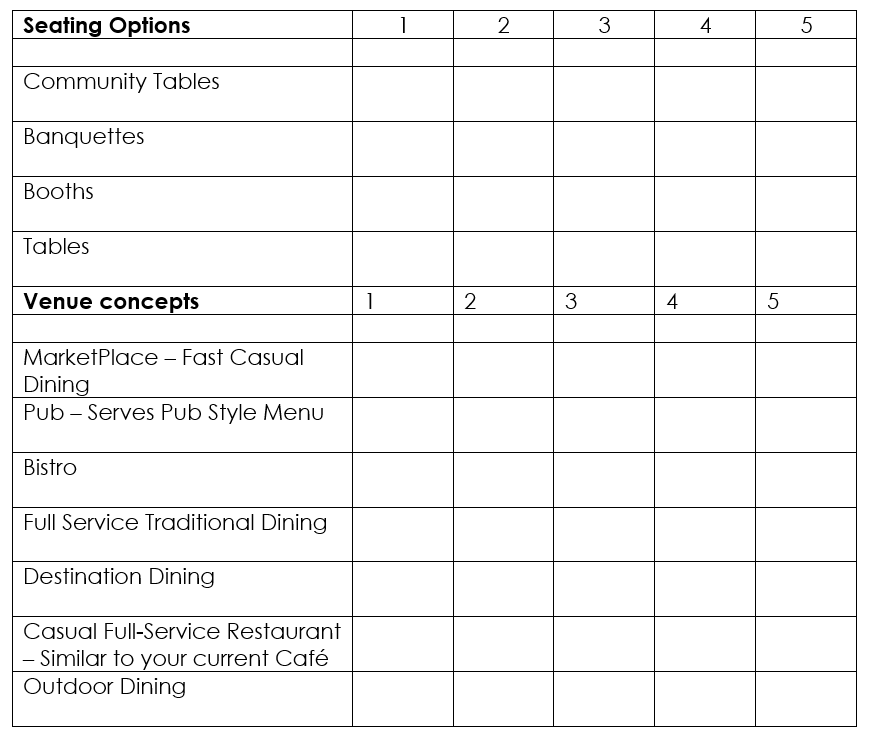 Seating Options 1 2 3 4 5
Community Tables
Banquettes
Booths
Tables
Venue concepts 1 2 3 4 5
MarketPlace – Fast Casual
Dining
Pub – Serves Pub Style Menu
Bistro
Full Service Traditional Dining
Destination Dining
Casual Full-Service Restaurant
– Similar to your current Café
Outdoor Dining